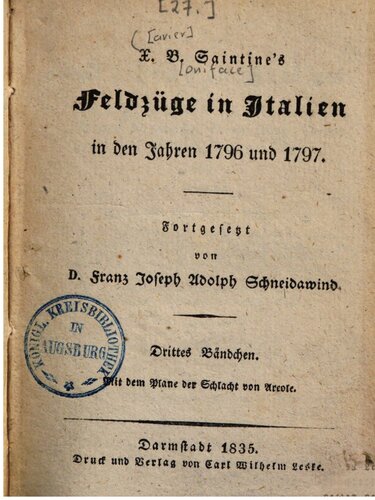 [27.]
[avier]
X. B. Saintine's
[oniface]
Feldzüge in Italien
in den Jahren 1796 und 1797.
Fortgesetzt
von
D. Franz Joseph Adolph Schneidawind.
KÖNIGL. KREISBIBLIOTHEK
IN
AUGSBURG
Drittes Bändchen.
Mit dem Plane der Schlacht von Arcole.
Darmstadt 1835.
Druck und Verlag von Carl Wilhelm Leske.